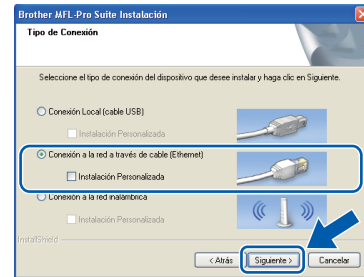 Brother MFL-Pro Suite Instalación
Tipo de Conexión
Seleccione el tipo de conexión del dispositivo que desee instalar y haga clic en Siguiente.
Conexión Local (cable USB)
Instalación Personalizada
Conexión a la red a través de cable (Ethernet)
Instalación Personalizada
Conexión a la red inalámbrica
Instalación Personalizada
InstallShield
< Atrás
Siguiente >
Cancelar